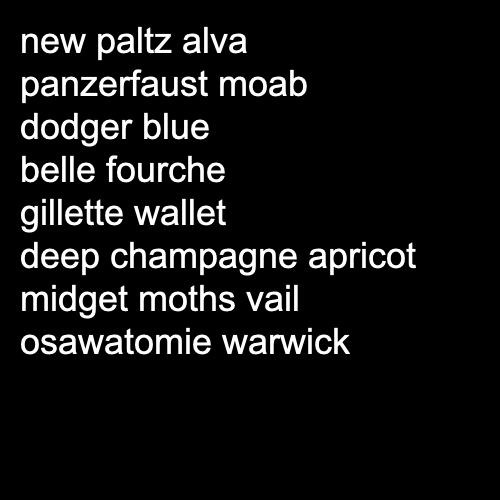 new paltz alva
panzerfaust moab
dodger blue
belle fourche
gillette wallet
deep champagne apricot
midget moths vail
osawatomie warwick